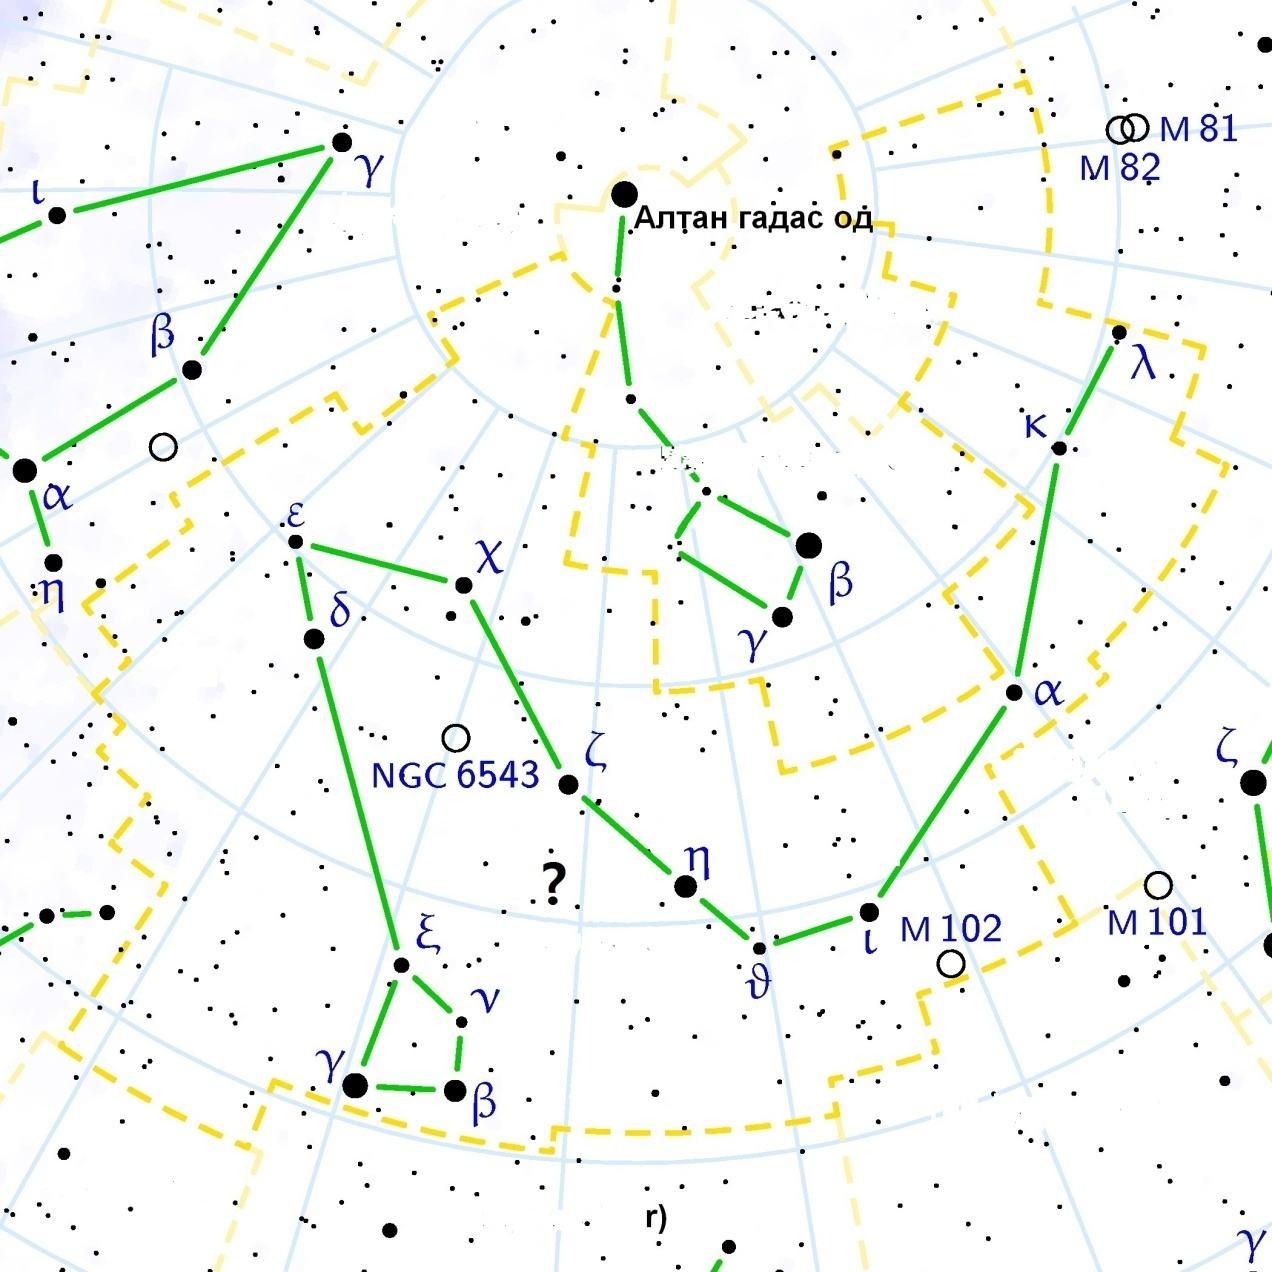 M 81
M 82
γ
ι
Алтан гадас од
β
λ
κ
α
η
ε
χ
δ
β
γ
α
ζ
ζ
NGC 6543
η
?
ξ
ι
M 102
M 101
ϑ
ν
γ
β
г)
γ